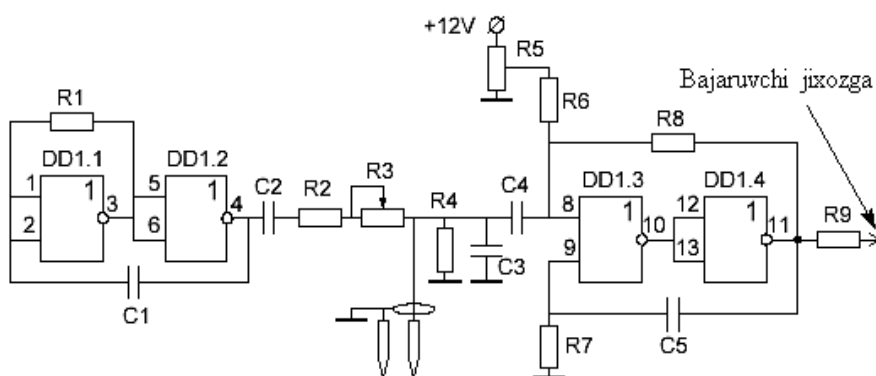 +12V
R5
Bajaruvchi jixozga
R6
R1
R8
DD1.1
DD1.2
R3
DD1.3
DD1.4
C2
R2
R4
C4
R9
1
1
3
5
1
4
8
1
10
12
1
11
2
6
9
13
C3
C1
R7
C5